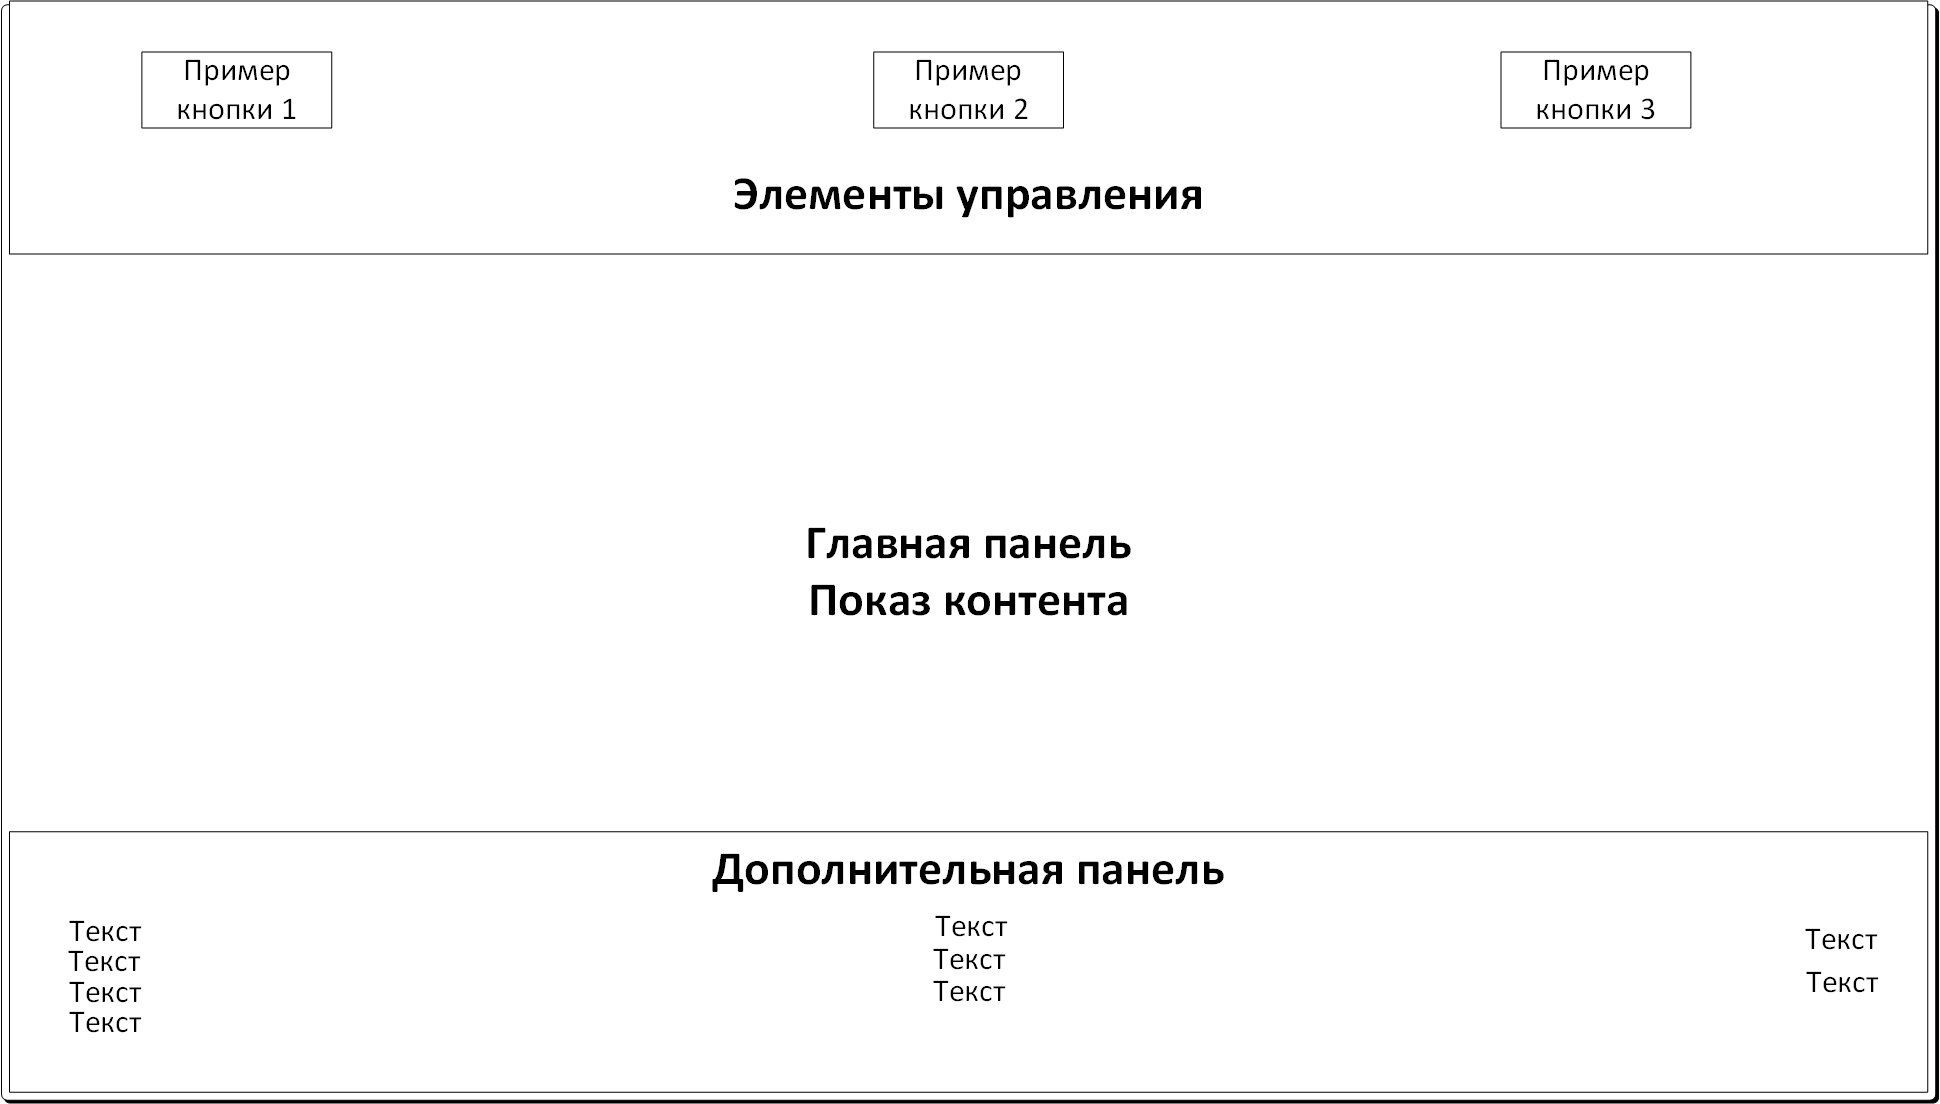 Пример
кнопки 1
Пример
кнопки 2
Пример
кнопки 3
Элементы управления
Главная панель
Показ контента
Дополнительная панель
Текст
Текст
Текст
Текст
Текст
Текст
Текст
Текст
Текст